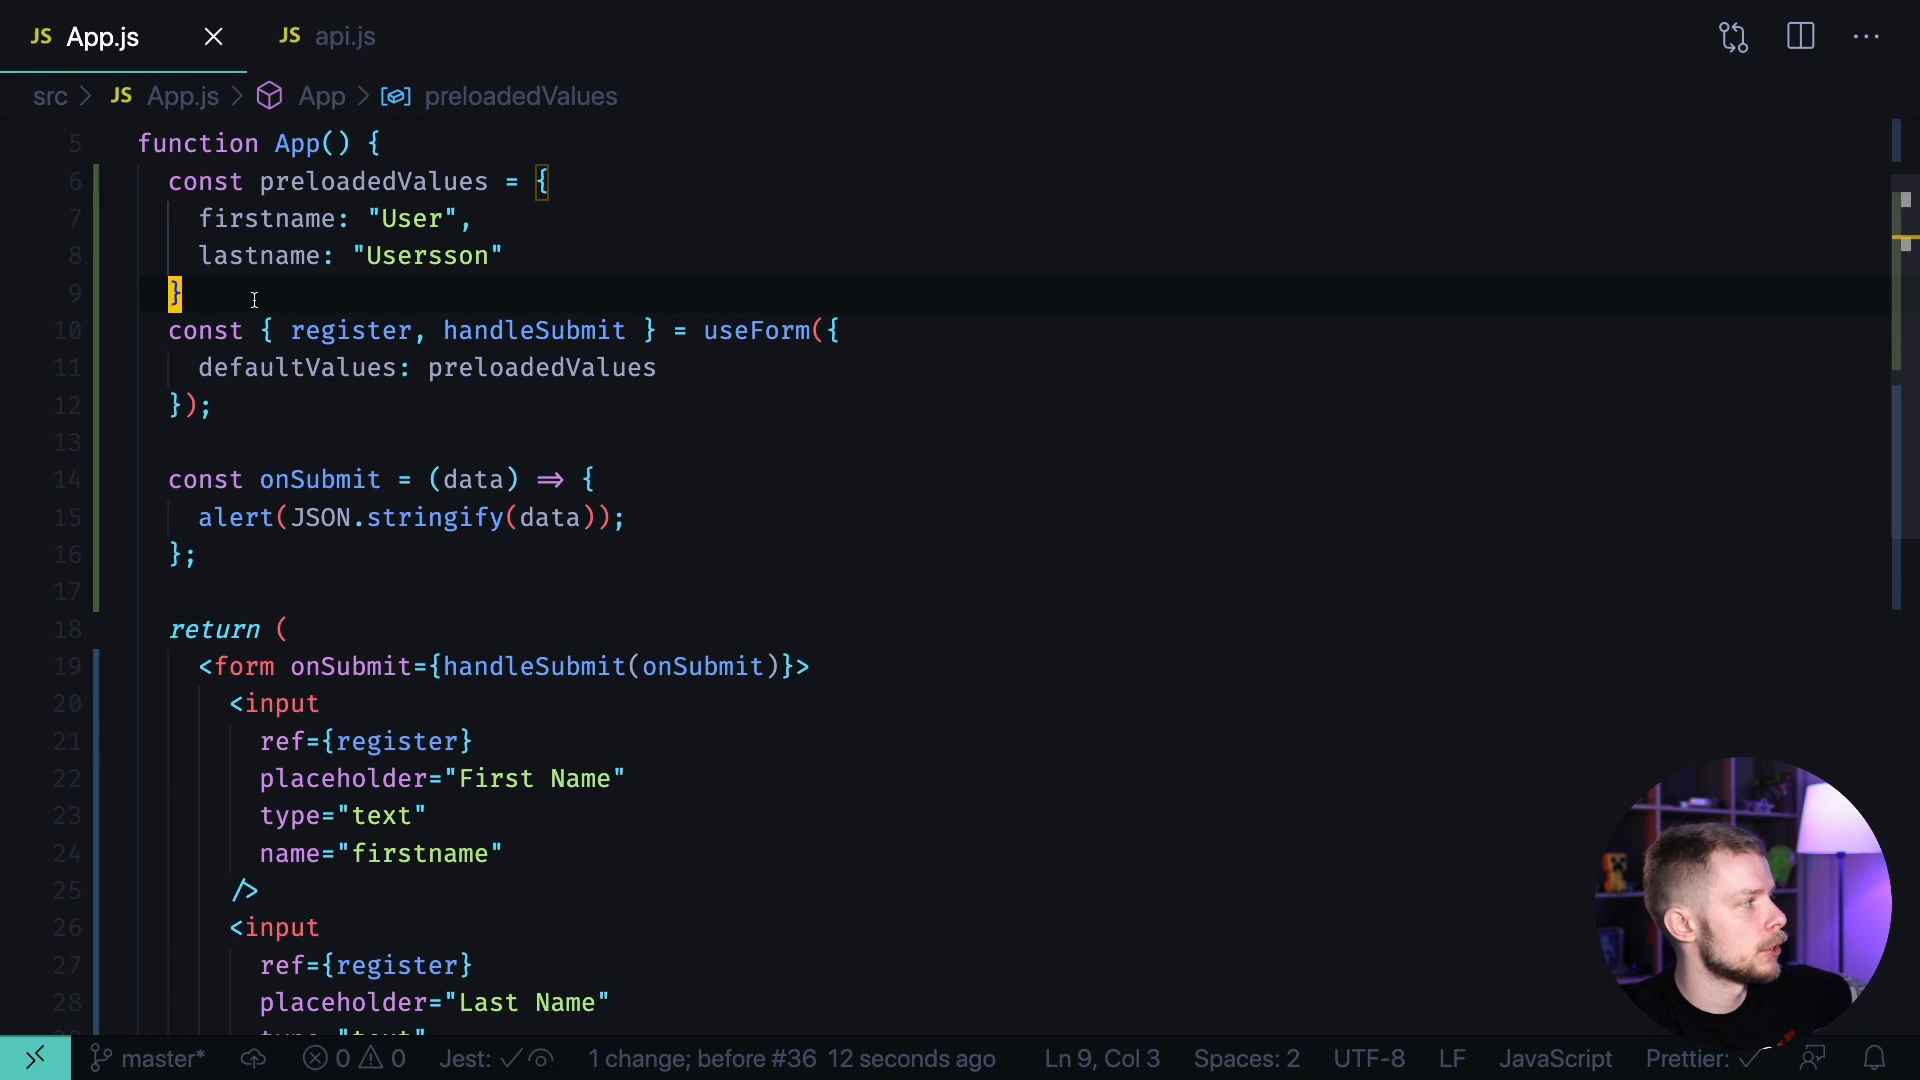 JS App.js
JS api.js
src > JS App.js > App > preloadedValues
5 function App() {
6 const preloadedValues = {
7 firstname: "User",
8 lastname: "Usersson"
9 }
10 const { register, handleSubmit } = useForm({
11 defaultValues: preloadedValues
12 });
13
14 const onSubmit = (data) => {
15 alert(JSON.stringify(data));
16 };
17
18 return (
19 <form onSubmit={handleSubmit(onSubmit)}>
20 <input
21 ref={register}
22 placeholder="First Name"
23 type="text"
24 name="firstname"
25 />
26 <input
27 ref={register}
28 placeholder="Last Name"
master* 0 0 Jest: 1 change; before #36 12 seconds ago Ln 9, Col 3 Spaces: 2 UTF-8 LF JavaScript Prettier: